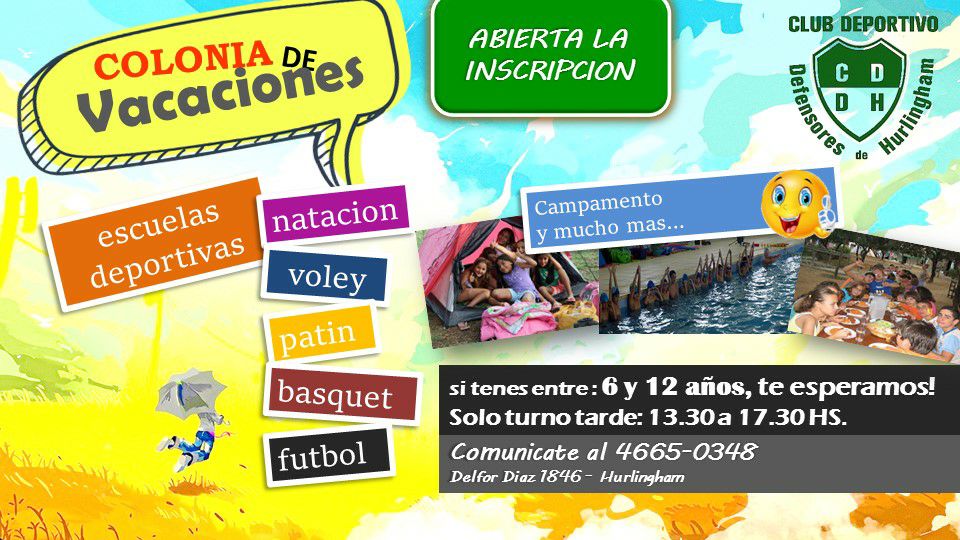 COLONIA DE
Vacaciones
ABIERTA LA
INSCRIPCION
CLUB DEPORTIVO
Defensores de Hurlingham
C D
D H
escuelas
deportivas
natacion
voley
patin
basquet
futbol
Campamento
y mucho mas...
si tenes entre : 6 y 12 años, te esperamos!
Solo turno tarde: 13.30 a 17.30 HS.
Comunicate al 4665-0348
Delfor Diaz 1846 - Hurlingham